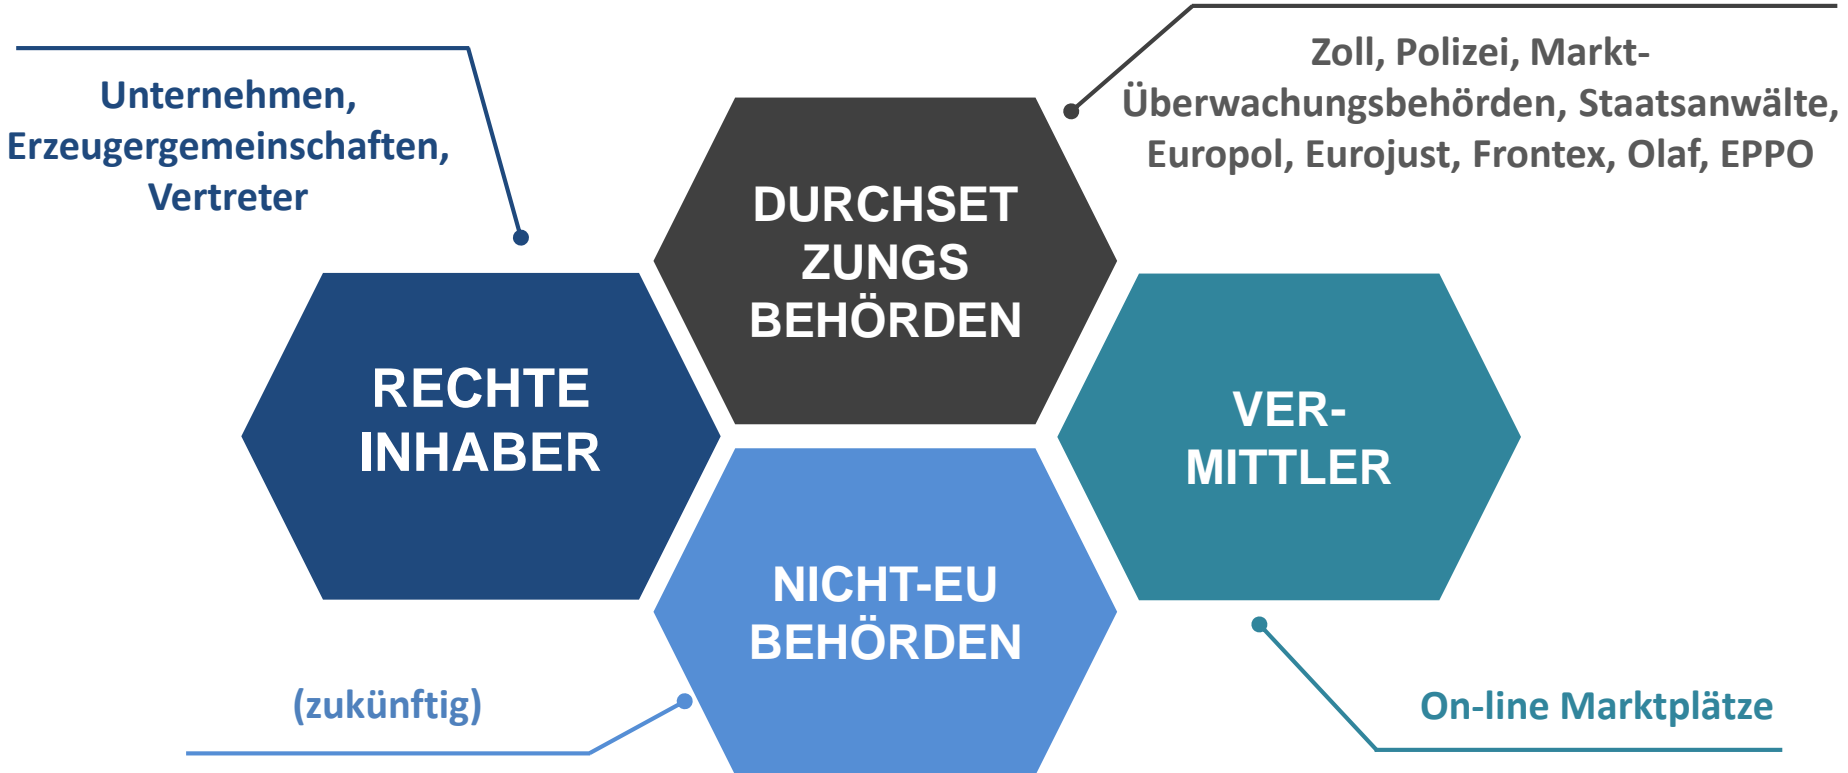 Unternehmen,
Erzeugergemeinschaften,
Vertreter
Zoll, Polizei, Markt-
Überwachungsbehörden, Staatsanwälte,
Europol, Eurojust, Frontex, Olaf, EPPO
DURCHSET
ZUNGS
BEHÖRDEN
RECHTE
INHABER
VER-
MITTLER
NICHT-EU
BEHÖRDEN
(zukünftig)
On-line Marktplätze